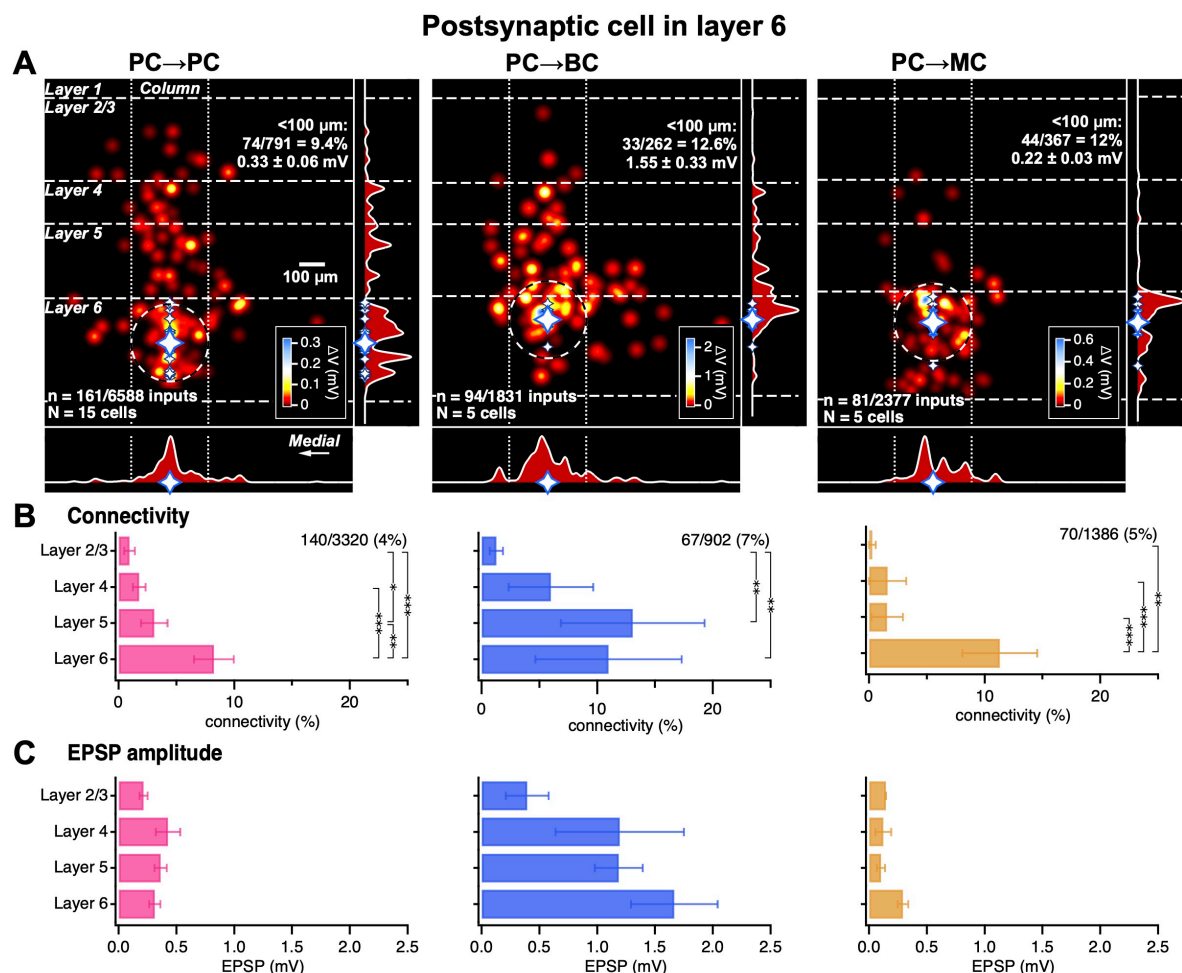 Postsynaptic cell in layer 6
A
PC→PC
PC→BC
PC→MC
Layer 1
Column
Layer 2/3
<100 µm:
74/791 = 9.4%
0.33 ± 0.06 mV
Layer 4
Layer 5
100 µm
Layer 6
0.3
0.2
0.1
0
ΔV (mV)
n = 161/6588 inputs
N = 15 cells
Medial
←
<100 µm:
33/262 = 12.6%
1.55 ± 0.33 mV
2
1
0
ΔV (mV)
n = 94/1831 inputs
N = 5 cells
<100 µm:
44/367 = 12%
0.22 ± 0.03 mV
0.6
0.4
0.2
0
ΔV (mV)
n = 81/2377 inputs
N = 5 cells
B Connectivity
Layer 2/3
Layer 4
Layer 5
Layer 6
140/3320 (4%)
***
*
**
***
0 10 20
connectivity (%)
67/902 (7%)
**
**
0 10 20
connectivity (%)
70/1386 (5%)
***
***
**
0 10 20
connectivity (%)
C EPSP amplitude
Layer 2/3
Layer 4
Layer 5
Layer 6
0.0 0.5 1.0 1.5 2.0 2.5
EPSP (mV)
0.0 0.5 1.0 1.5 2.0 2.5
EPSP (mV)
0.0 0.5 1.0 1.5 2.0 2.5
EPSP (mV)